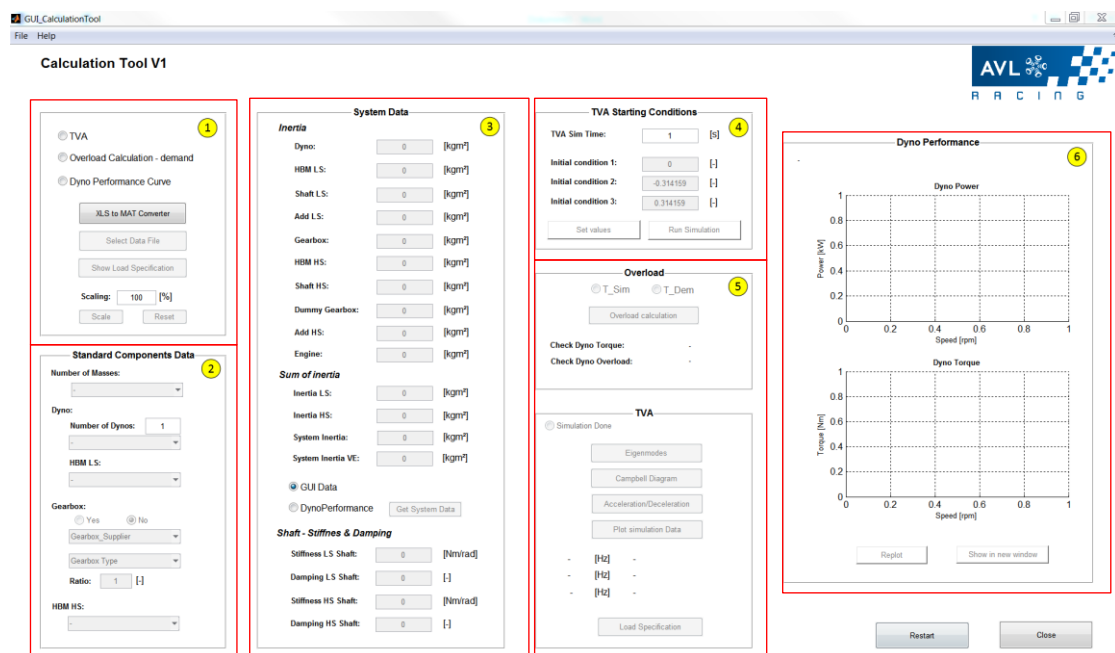 GUI_CalculationTool
File Help
Calculation Tool V1
AVL
RACING
1
TVA
Overload Calculation - demand
Dyno Performance Curve
XLS to MAT Converter
Select Data File
Show Load Specification
Scaling: 100 [%]
Scale Reset
Standard Components Data
2
Number of Masses:
-
Dyno:
Number of Dynos: 1
-
HBM LS:
-
Gearbox:
Yes No
Gearbox_Supplier
Gearbox Type
Ratio: 1 [-]
HBM HS:
-
System Data
3
Inertia
Dyno: 0 [kgm²]
HBM LS: 0 [kgm²]
Shaft LS: 0 [kgm²]
Add LS: 0 [kgm²]
Gearbox: 0 [kgm²]
HBM HS: 0 [kgm²]
Shaft HS: 0 [kgm²]
Dummy Gearbox: 0 [kgm²]
Add HS: 0 [kgm²]
Engine: 0 [kgm²]
Sum of inertia
Inertia LS: 0 [kgm²]
Inertia HS: 0 [kgm²]
System Inertia: 0 [kgm²]
System Inertia VE: 0 [kgm²]
GUI Data
DynoPerformance Get System Data
Shaft - Stiffnes & Damping
Stiffness LS Shaft: 0 [Nm/rad]
Damping LS Shaft: 0 [-]
Stiffness HS Shaft: 0 [Nm/rad]
Damping HS Shaft: 0 [-]
TVA Starting Conditions
4
TVA Sim Time: 1 [s]
Initial condition 1: 0 [-]
Initial condition 2: -0.314159 [-]
Initial condition 3: 0.314159 [-]
Set values Run Simulation
Overload
5
T_Sim T_Dem
Overload calculation
Check Dyno Torque: -
Check Dyno Overload: -
TVA
Simulation Done
Eigenmodes
Campbell Diagram
Acceleration/Deceleration
Plot simulation Data
- [Hz] -
- [Hz] -
- [Hz] -
Load Specification
Dyno Performance
6
-
Dyno Power
Power [kW]
1
0.8
0.6
0.4
0.2
0
0 0.2 0.4 0.6 0.8 1
Speed [rpm]
Dyno Torque
Torque [Nm]
1
0.8
0.6
0.4
0.2
0
0 0.2 0.4 0.6 0.8 1
Speed [rpm]
Replot Show in new window
Restart Close